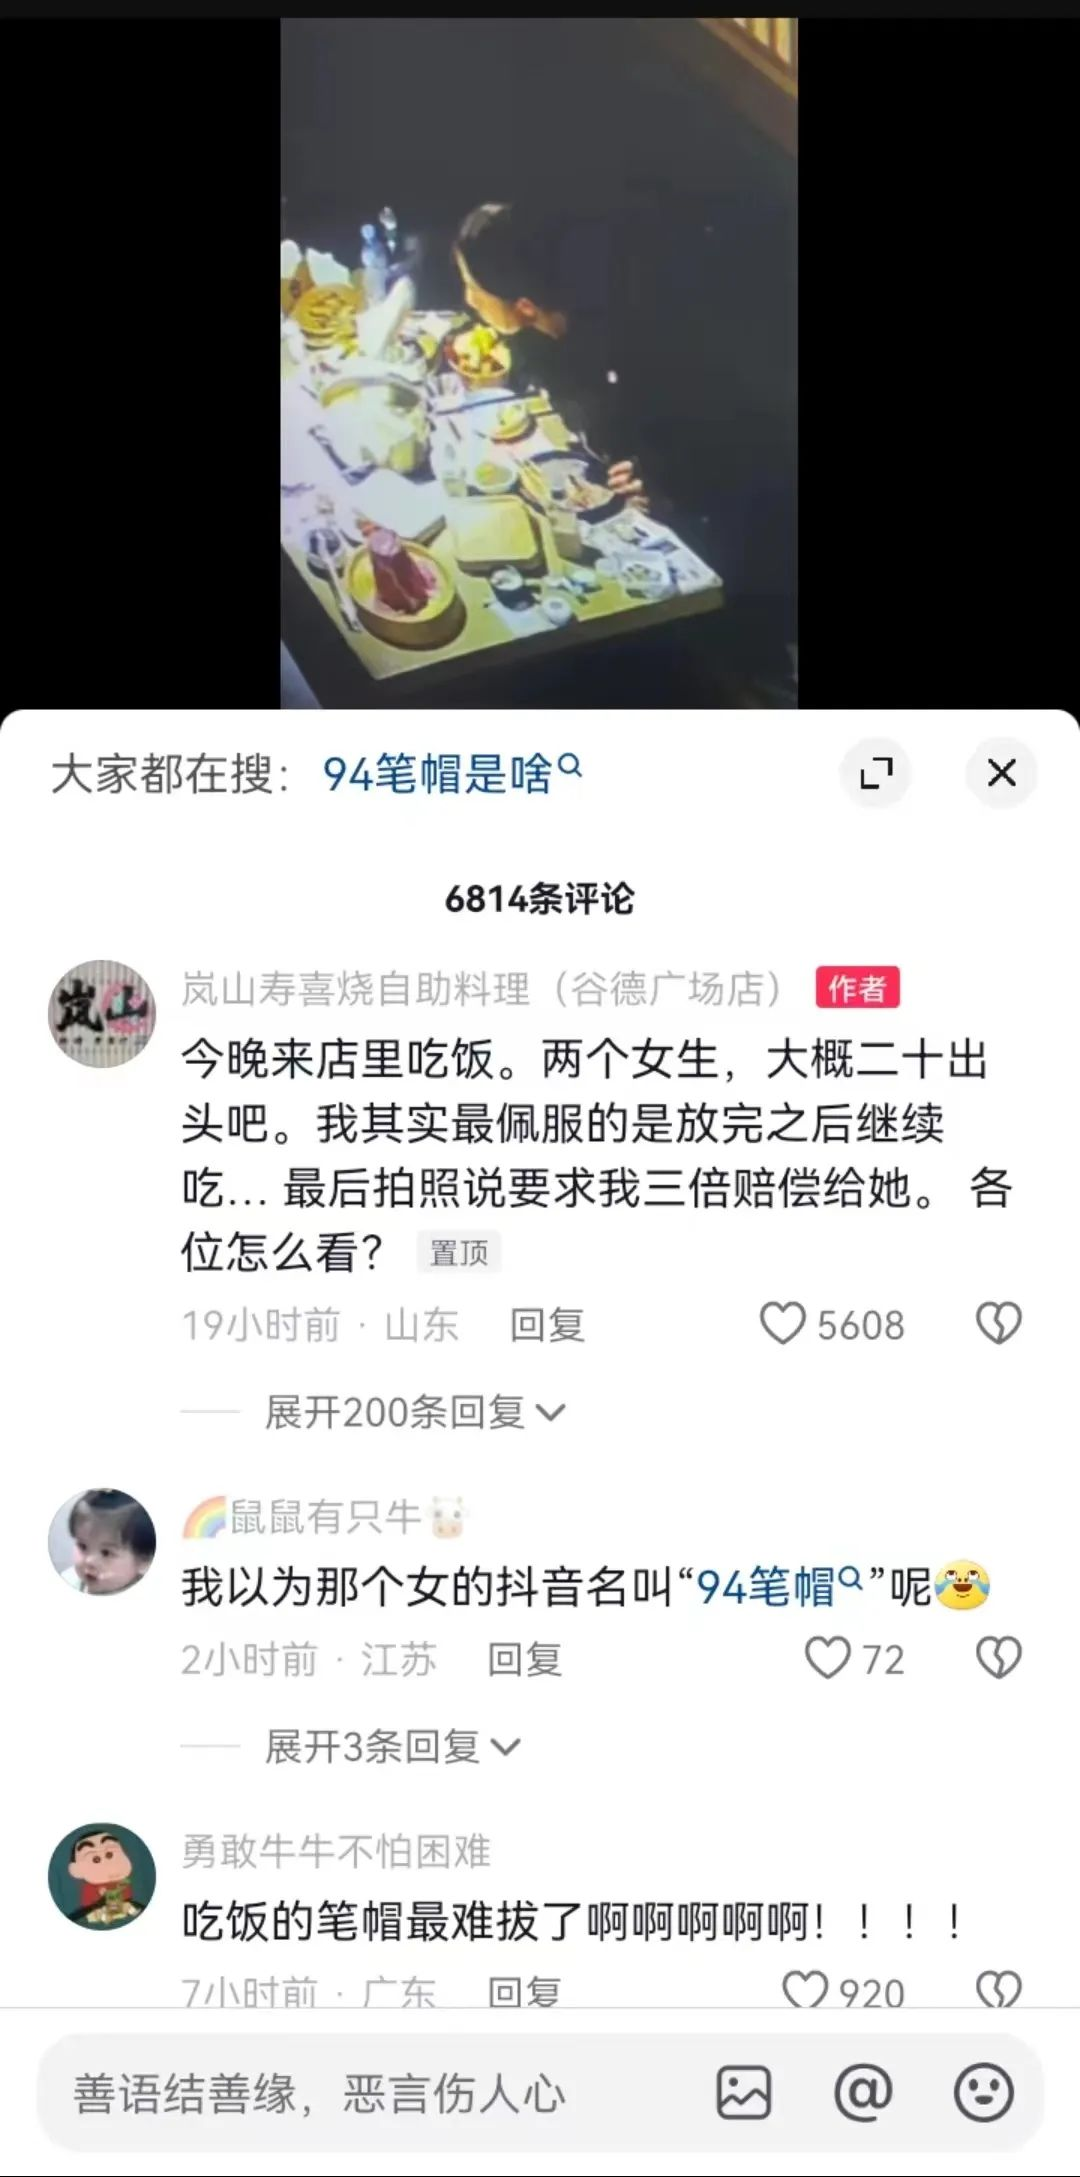 大家都在搜： 94笔帽是啥
6814条评论
岚山
岚山寿喜烧自助料理（谷德广场店） 作者
今晚来店里吃饭。两个女生，大概二十出
头吧。我其实最佩服的是放完之后继续
吃... 最后拍照说要求我三倍赔偿给她。 各
位怎么看？ 置顶
19小时前 · 山东 回复 5608
展开200条回复
🌈鼠鼠有只牛🐮
我以为那个女的抖音名叫“94笔帽”呢😂
2小时前 · 江苏 回复 72
展开3条回复
勇敢牛牛不怕困难
吃饭的笔帽最难拔了啊啊啊啊啊！！！！
7小时前 · 广东 回复 920
善语结善缘，恶言伤人心 @